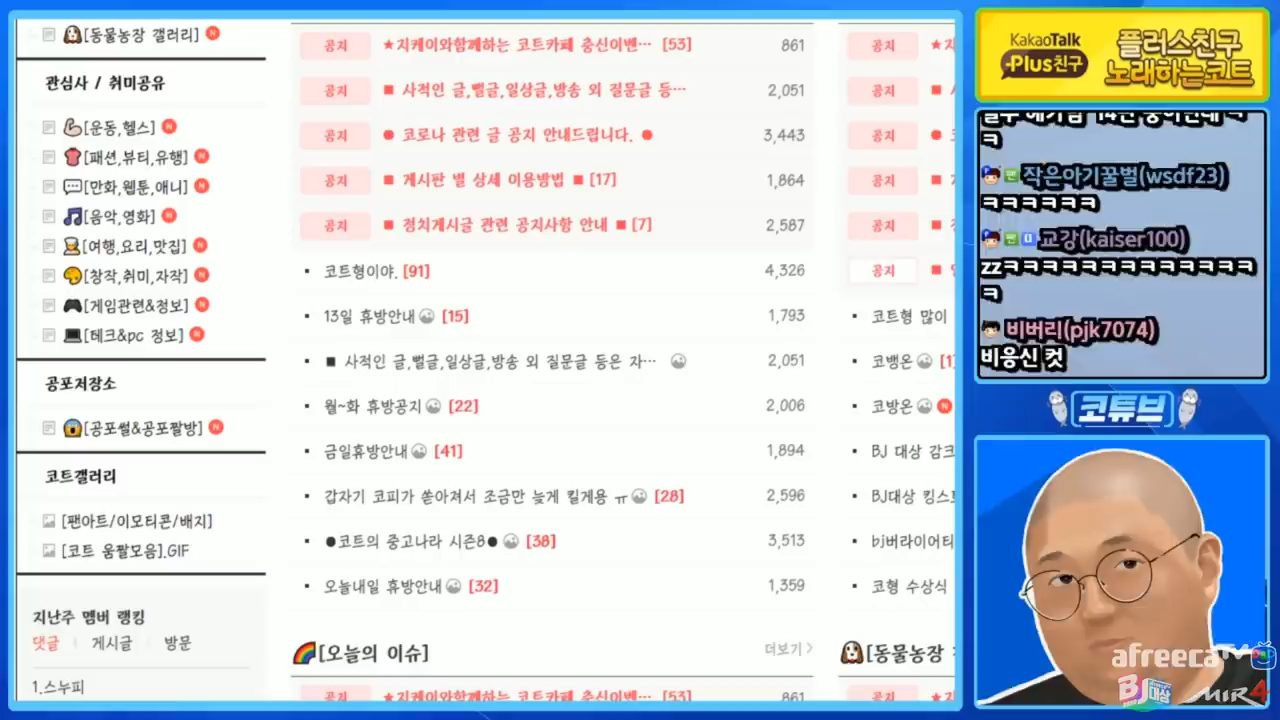 [동물농장 갤러리] N
관심사 / 취미공유
[운동,헬스] N
[패션,뷰티,유행] N
[만화,웹툰,애니] N
[음악,영화] N
[여행,요리,맛집] N
[창작,취미,자작] N
[게임관련&정보] N
[테크&pc 정보] N
공포저장소
[공포썰&공포짤방] N
코트갤러리
[팬아트/이모티콘/배지]
[코트 움짤모음].GIF
지난주 멤버 랭킹
댓글 게시글 방문
1.스누피
공지 ★지케이와함께하는 코트카페 충신이벤… [53] 861
공지 ■ 사적인 글,뻘글,일상글,방송 외 질문글 등… 2,051
공지 ● 코로나 관련 글 공지 안내드립니다. ● 3,443
공지 ■ 게시판 별 상세 이용방법 ■ [17] 1,864
공지 ■ 정치게시글 관련 공지사항 안내 ■ [7] 2,587
코트형이야. [91] 4,326
13일 휴방안내 [15] 1,793
■ 사적인 글,뻘글,일상글,방송 외 질문글 등은 자… 2,051
월~화 휴방공지 [22] 2,006
금일휴방안내 [41] 1,894
갑자기 코피가 쏟아져서 조금만 늦게 킬게용 ㅠ [28] 2,596
●코트의 중고나라 시즌8● [38] 3,513
오늘내일 휴방안내 [32] 1,359
[오늘의 이슈] 더보기 >
공지 ★지케이와함께하는 코트카페 충신이벤… [53] 861
공지 ★
공지 ■
공지 ●
공지 ■
공지 ■
공지 ■
코트형 많이
코뱅온
코방온 N
BJ 대상 감크
BJ대상 킹스
bj버라이어티
코형 수상식
[동물농장
공지 ★
KakaoTalk
Plus친구
플러스친구
노래하는코트
ㅋ
작은아기꿀벌(wsdf23)
ㅋㅋㅋㅋㅋㅋ
교강(kaiser100)
zzㅋㅋㅋㅋㅋㅋㅋㅋㅋㅋㅋㅋㅋ
ㅋ
비버리(pjk7074)
비응신 컷
코튜브
afreecaTV
BJ대상 MIR4